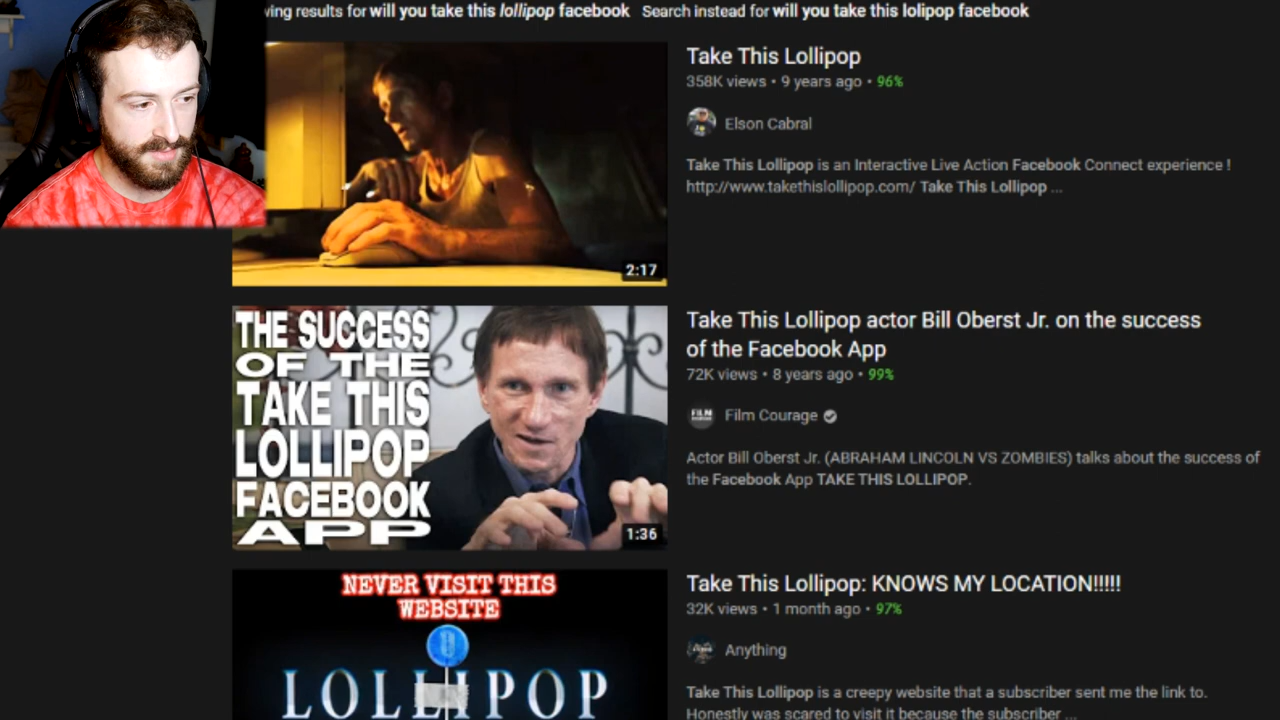 ving results for will you take this lollipop facebook Search instead for will you take this lolipop facebook
Take This Lollipop
358K views • 9 years ago • 96%
Elson Cabral
Take This Lollipop is an Interactive Live Action Facebook Connect experience !
http://www.takethislollipop.com/ Take This Lollipop ...
2:17
THE SUCCESS
OF THE
TAKE THIS
LOLLIPOP
FACEBOOK
APP
1:36
Take This Lollipop actor Bill Oberst Jr. on the success
of the Facebook App
72K views • 8 years ago • 99%
Film Courage
Actor Bill Oberst Jr. (ABRAHAM LINCOLN VS ZOMBIES) talks about the success of
the Facebook App TAKE THIS LOLLIPOP.
NEVER VISIT THIS
WEBSITE
LOLLIPOP
Take This Lollipop: KNOWS MY LOCATION!!!!!
32K views • 1 month ago • 97%
Anything
Take This Lollipop is a creepy website that a subscriber sent me the link to.
Honestly was scared to visit it because the subscriber ...